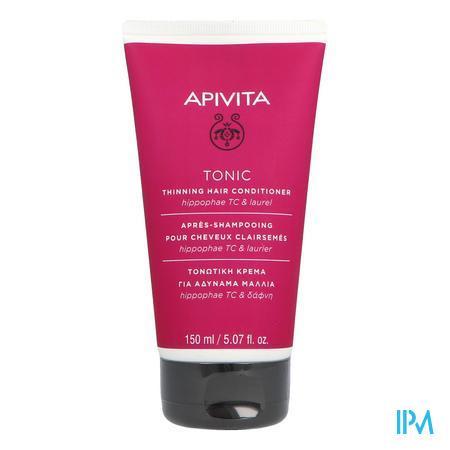 APIVITA
TONIC
THINNING HAIR CONDITIONER
hippophae TC & laurel
APRÈS-SHAMPOOING
POUR CHEVEUX CLAIRSEMÉS
hippophae TC & laurier
ΤΟΝΩΤΙΚΗ ΚΡΕΜΑ
ΓΙΑ ΑΔΥΝΑΜΑ ΜΑΛΛΙΑ
hippophae TC & δάφνη
150 ml / 5.07 fl. oz.
IPM